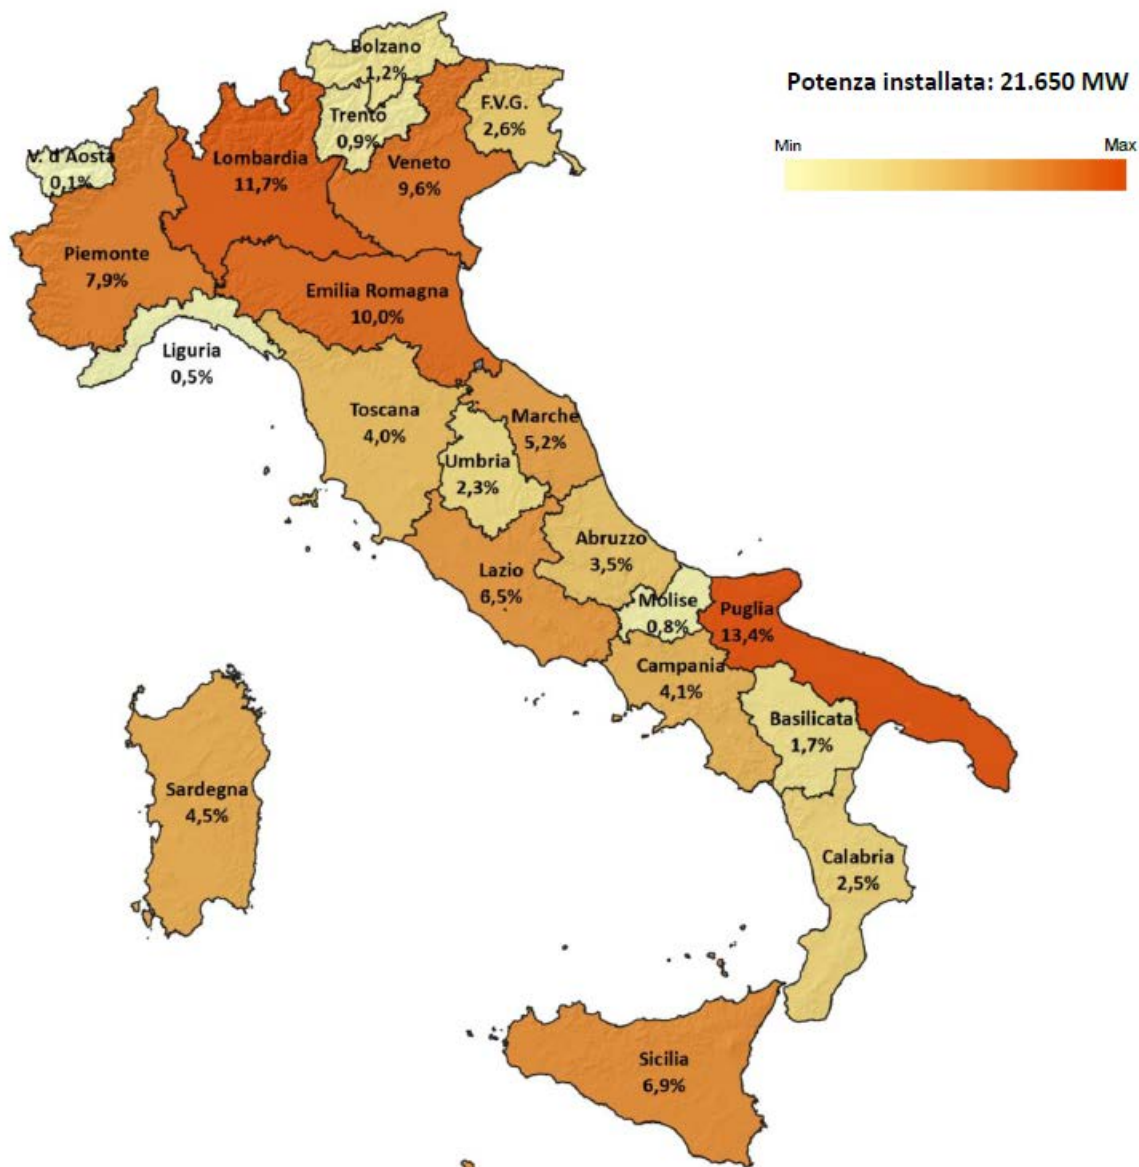 Bolzano
1,2%
Potenza installata: 21.650 MW
F.V.G.
2,6%
Trento
0,9%
Min
Max
V. d'Aosta
0,1%
Lombardia
11,7%
Veneto
9,6%
Piemonte
7,9%
Emilia Romagna
10,0%
Liguria
0,5%
Toscana
4,0%
Marche
5,2%
Umbria
2,3%
Abruzzo
3,5%
Lazio
6,5%
Molise
0,8%
Puglia
13,4%
Campania
4,1%
Basilicata
1,7%
Sardegna
4,5%
Calabria
2,5%
Sicilia
6,9%